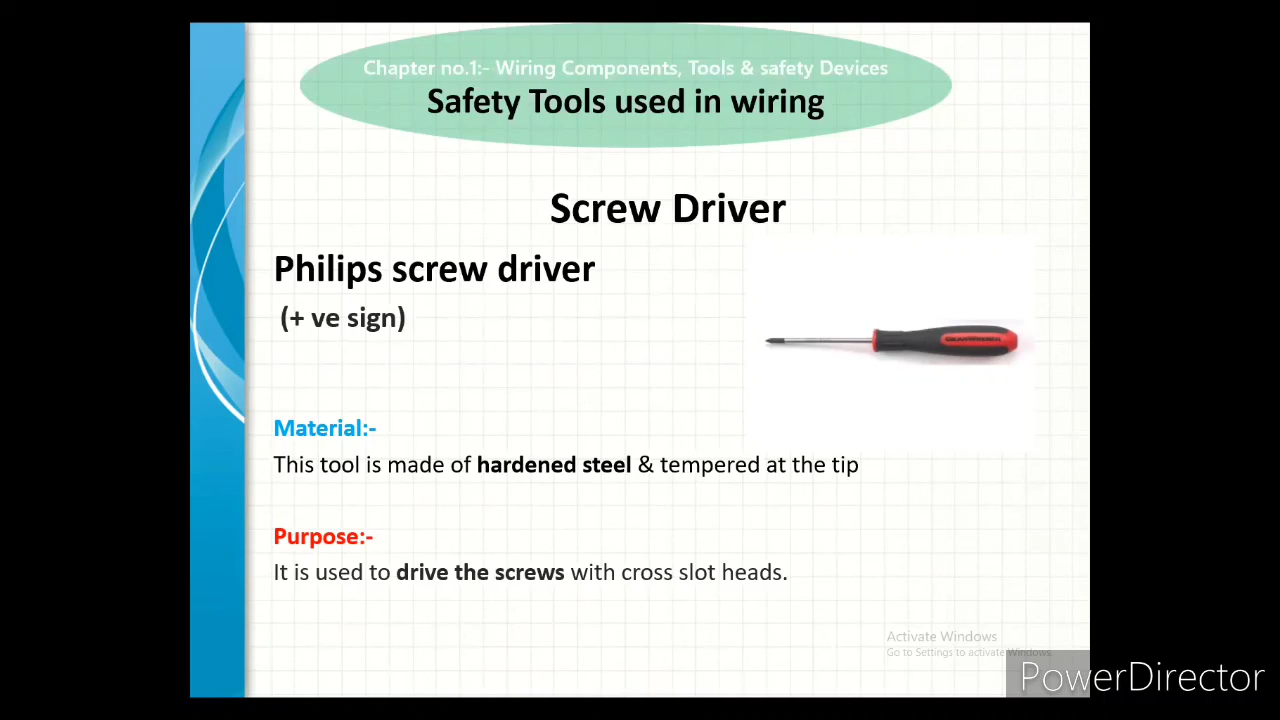 Chapter no.1:- Wiring Components, Tools & safety Devices
Safety Tools used in wiring
Screw Driver
Philips screw driver
(+ ve sign)
GEARWRENCH
Material:-
This tool is made of hardened steel & tempered at the tip
Purpose:-
It is used to drive the screws with cross slot heads.
Activate Windows
Go to Settings to activate Windows.
PowerDirector